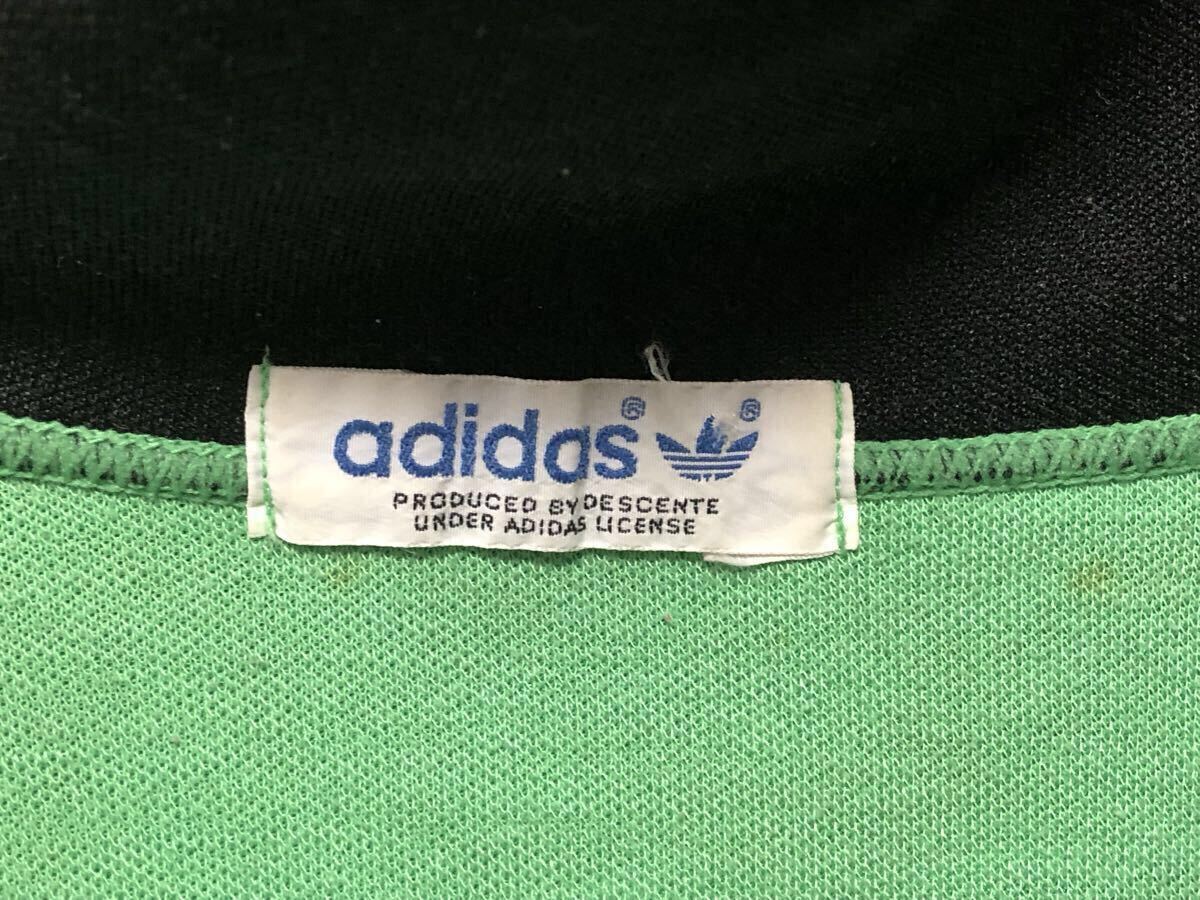 adidas® ®
PRODUCED BY DESCENTE
UNDER ADIDAS LICENSE